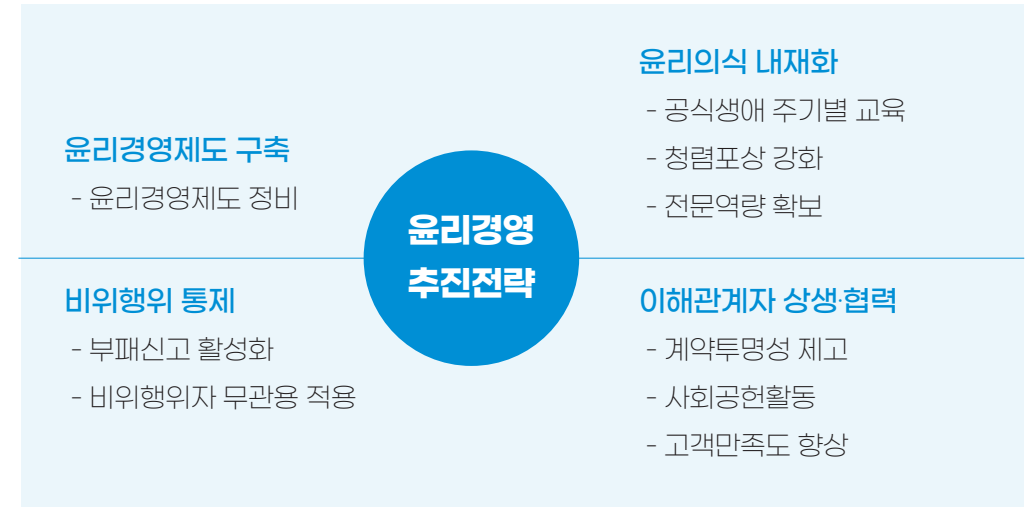 윤리경영제도 구축
- 윤리경영제도 정비
윤리의식 내재화
- 공식생애 주기별 교육
- 청렴포상 강화
- 전문역량 확보
윤리경영
추진전략
비위행위 통제
- 부패신고 활성화
- 비위행위자 무관용 적용
이해관계자 상생·협력
- 계약투명성 제고
- 사회공헌활동
- 고객만족도 향상